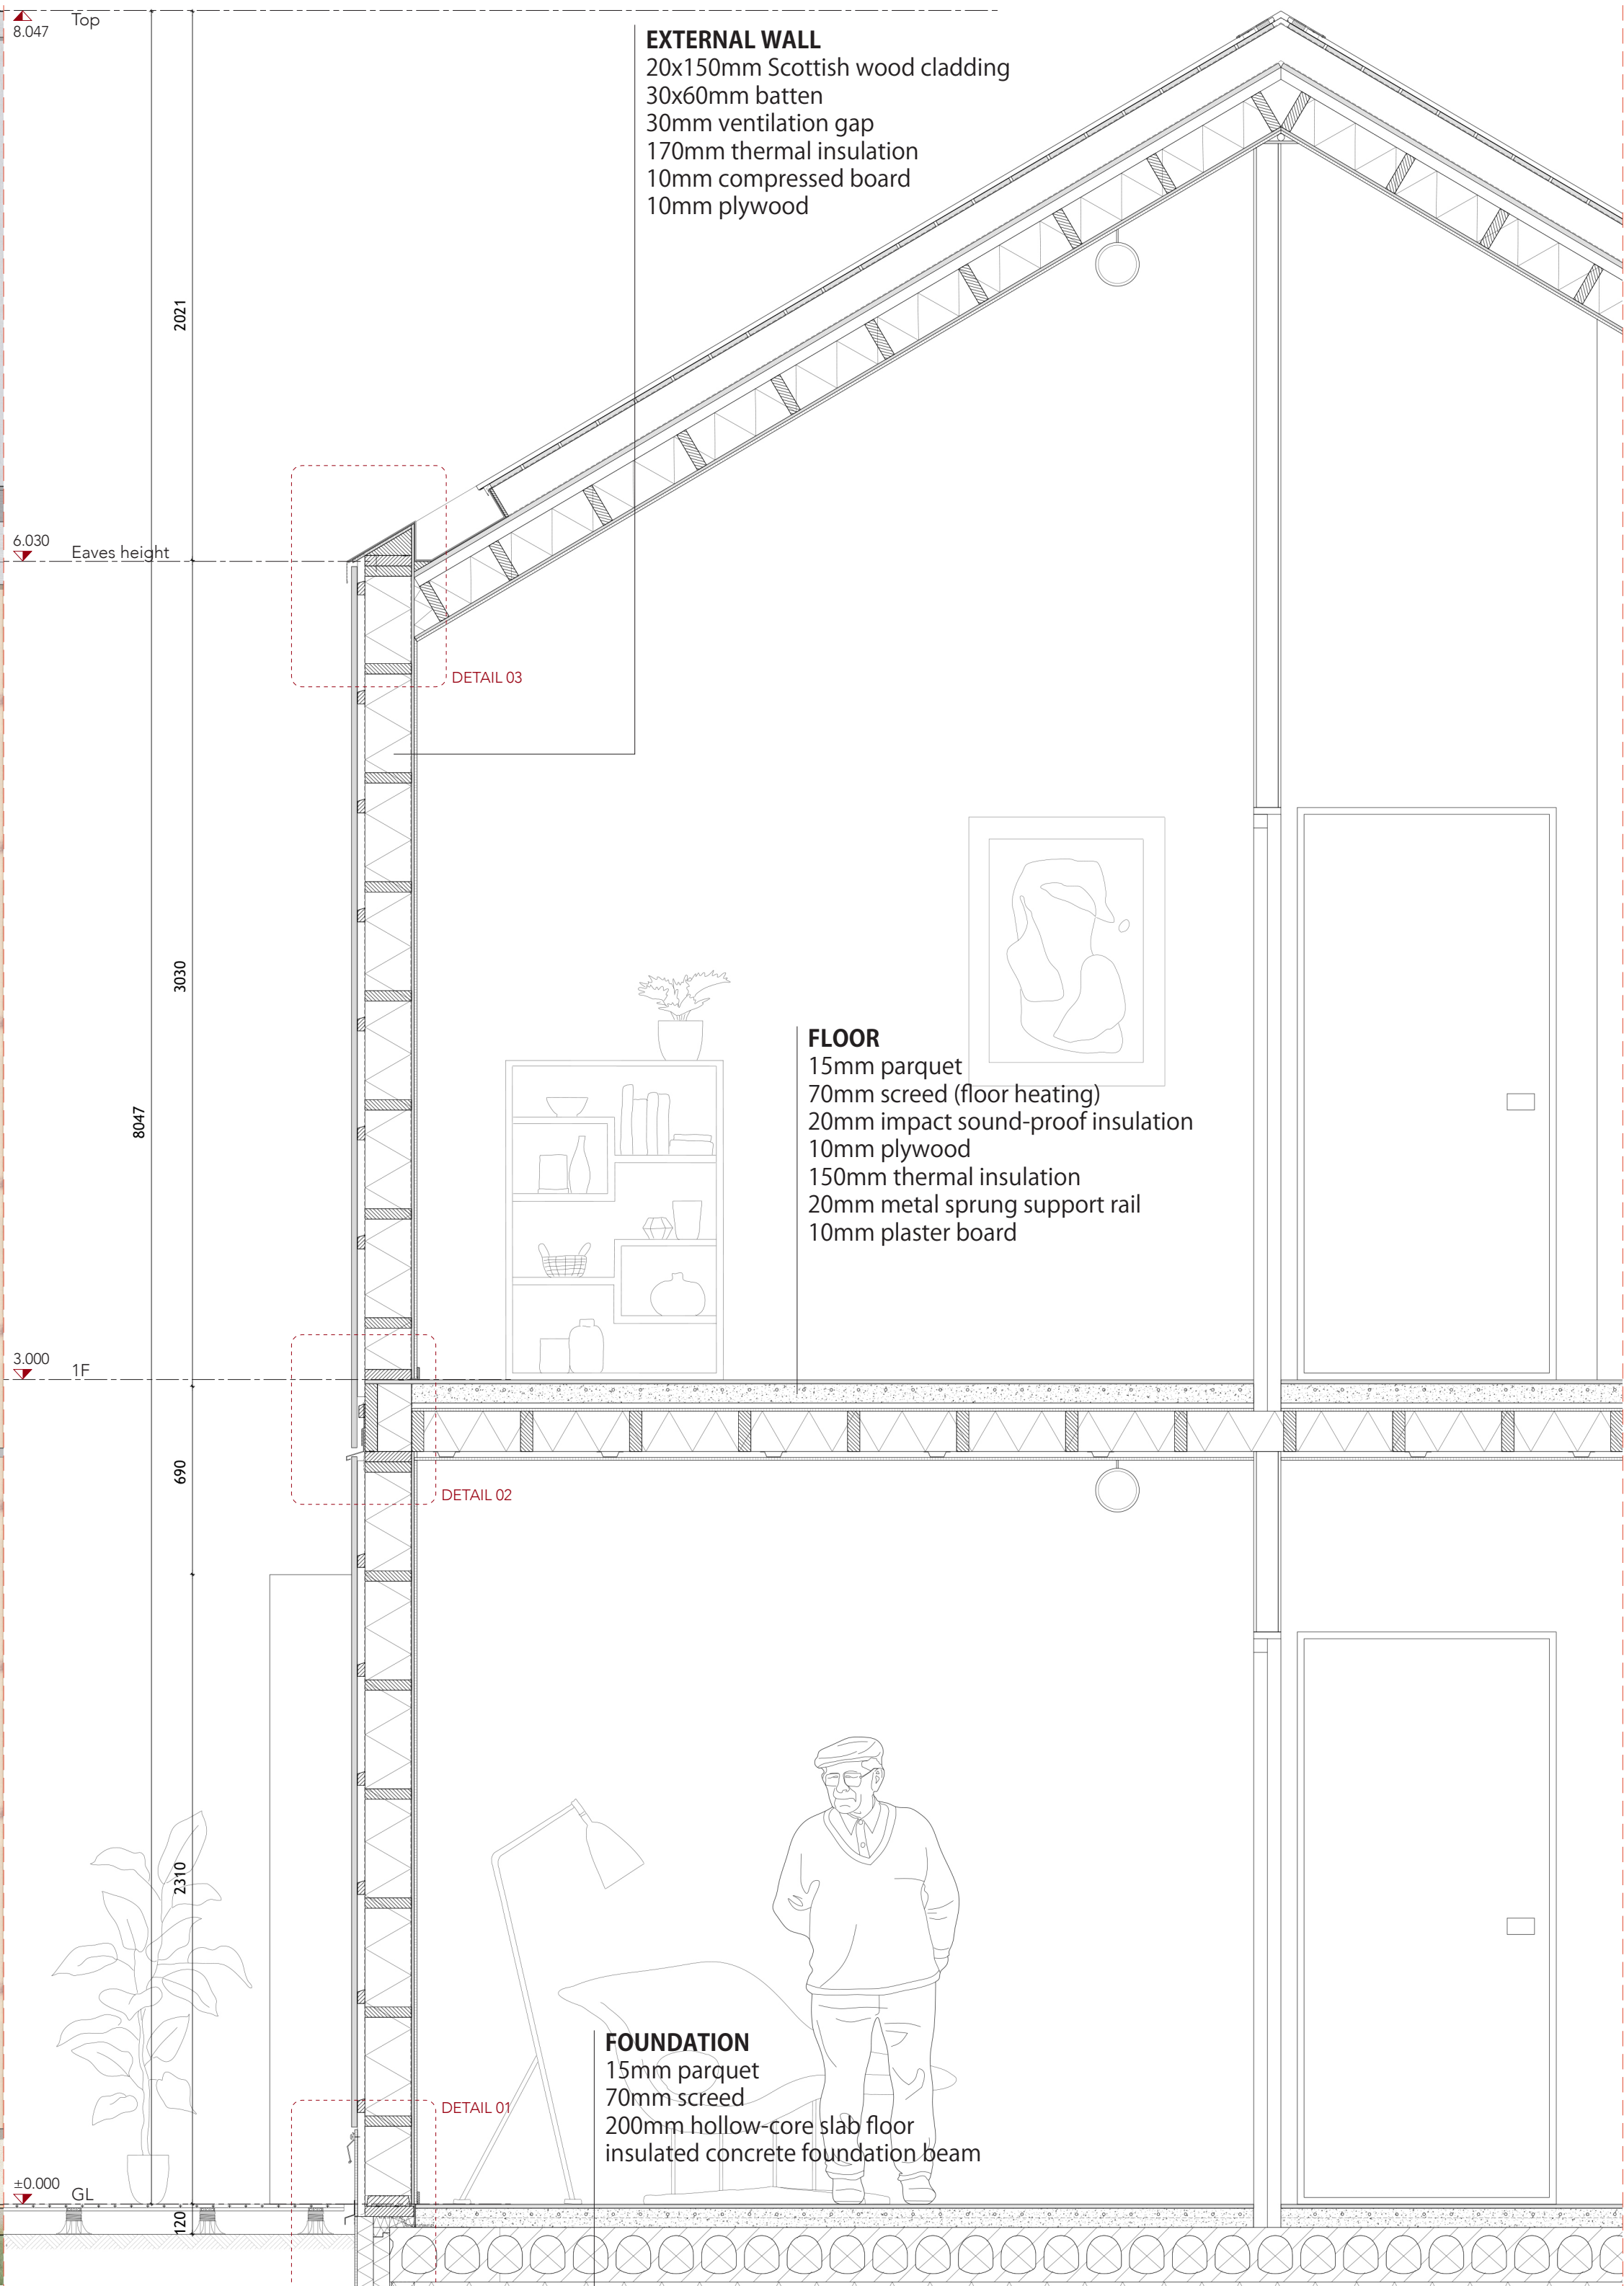 Top
8.047
EXTERNAL WALL
20x150mm Scottish wood cladding
30x60mm batten
30mm ventilation gap
170mm thermal insulation
10mm compressed board
10mm plywood
2021
6.030
Eaves height
DETAIL 03
3030
FLOOR
15mm parquet
70mm screed (floor heating)
20mm impact sound-proof insulation
10mm plywood
150mm thermal insulation
20mm metal sprung support rail
10mm plaster board
8047
3.000
1F
690
DETAIL 02
2310
FOUNDATION
15mm parquet
70mm screed
200mm hollow-core slab floor
insulated concrete foundation beam
DETAIL 01
±0.000
GL
120